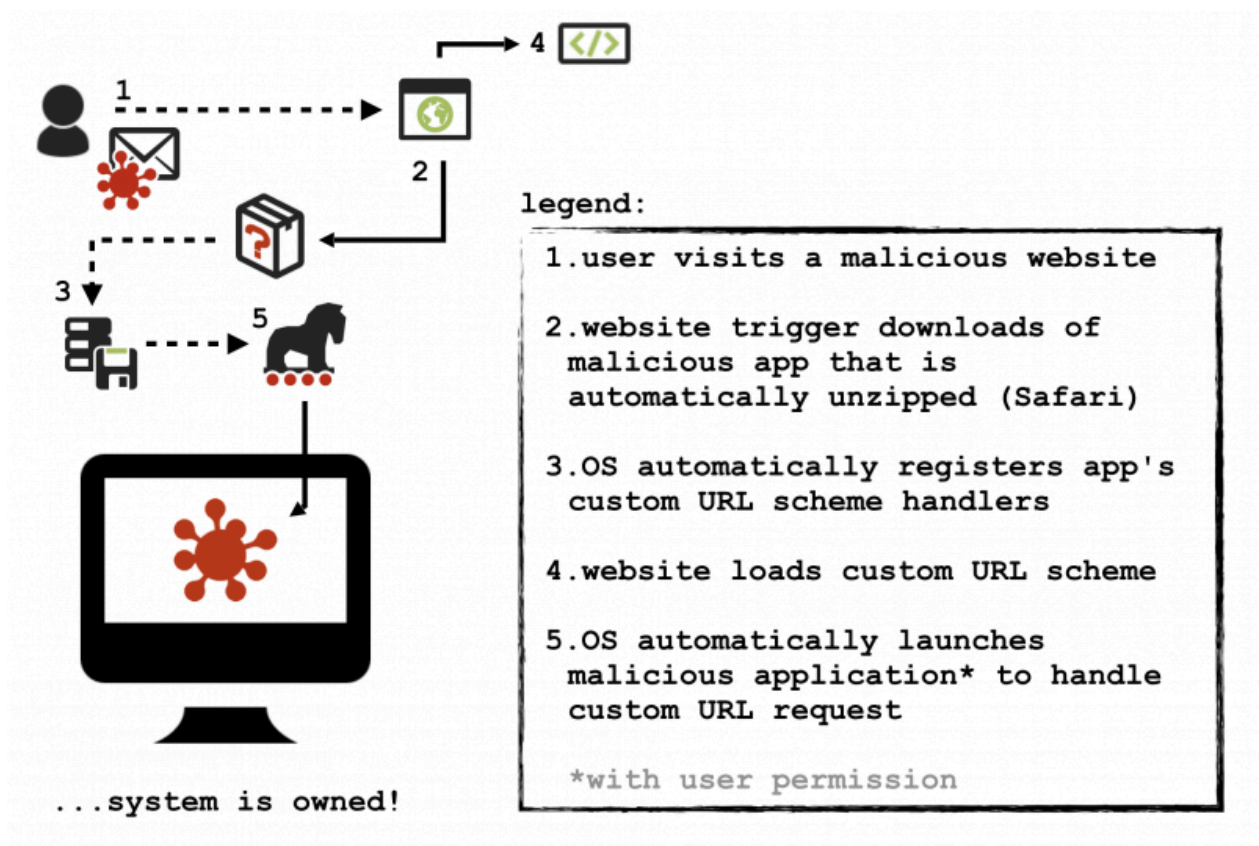 1
4 </>
2
3
5
...system is owned!
legend:
1.user visits a malicious website
2.website trigger downloads of
malicious app that is
automatically unzipped (Safari)
3.OS automatically registers app's
custom URL scheme handlers
4.website loads custom URL scheme
5.OS automatically launches
malicious application* to handle
custom URL request
*with user permission